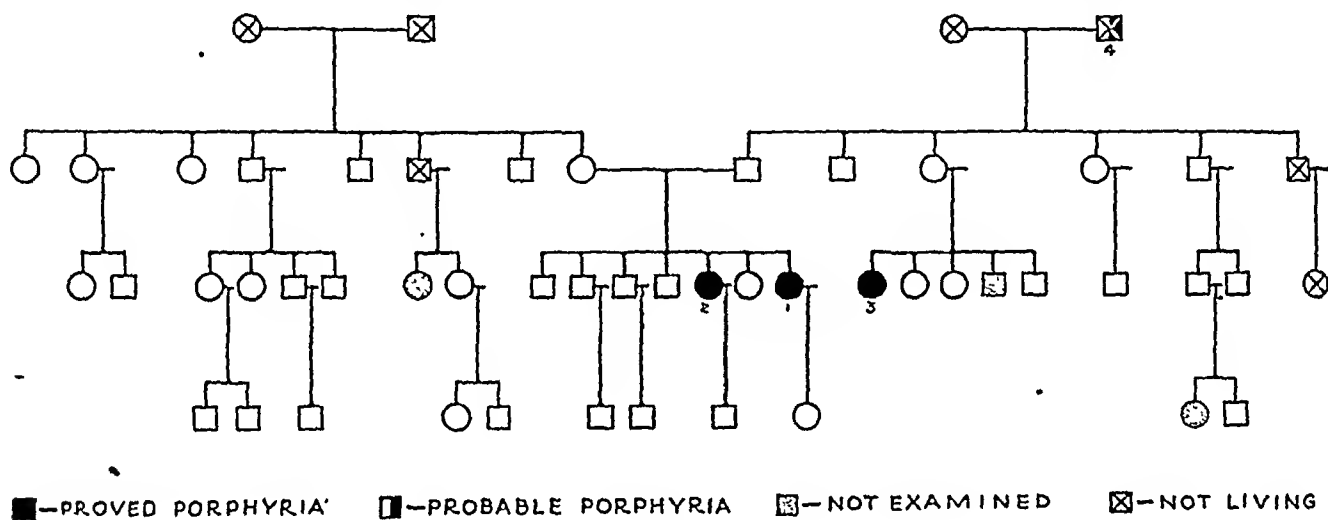 4
2 1 3
■-PROVED PORPHYRIA' ◨-PROBABLE PORPHYRIA ▒-NOT EXAMINED ☒-NOT LIVING